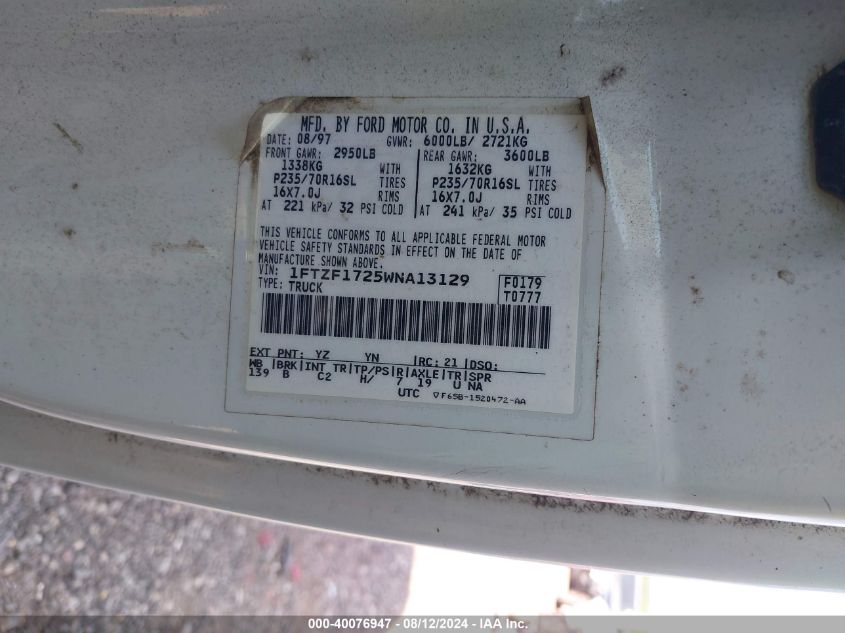 MFD. BY FORD MOTOR CO. IN U.S.A.
DATE: 08/97 GVWR: 6000LB/ 2721KG
FRONT GAWR: 2950LB REAR GAWR: 3600LB
1338KG WITH 1632KG WITH
P235/70R16SL TIRES P235/70R16SL TIRES
16X7.0J RIMS 16X7.0J RIMS
AT 221 kPa/ 32 PSI COLD AT 241 kPa/ 35 PSI COLD
THIS VEHICLE CONFORMS TO ALL APPLICABLE FEDERAL MOTOR
VEHICLE SAFETY STANDARDS IN EFFECT ON THE DATE OF
MANUFACTURE SHOWN ABOVE.
VIN: 1FTZF1725WNA13129 F0179
TYPE: TRUCK T0777
EXT PNT: YZ YN |RC: 21 |DSO:
WB |BRK|INT TR|TP/PS|R|AXLE|TR|SPR
139 B C2 H/ 7 19 U NA
UTC ▽F65B-1520472-AA
000-40076947 - 08/12/2024 - IAA Inc.